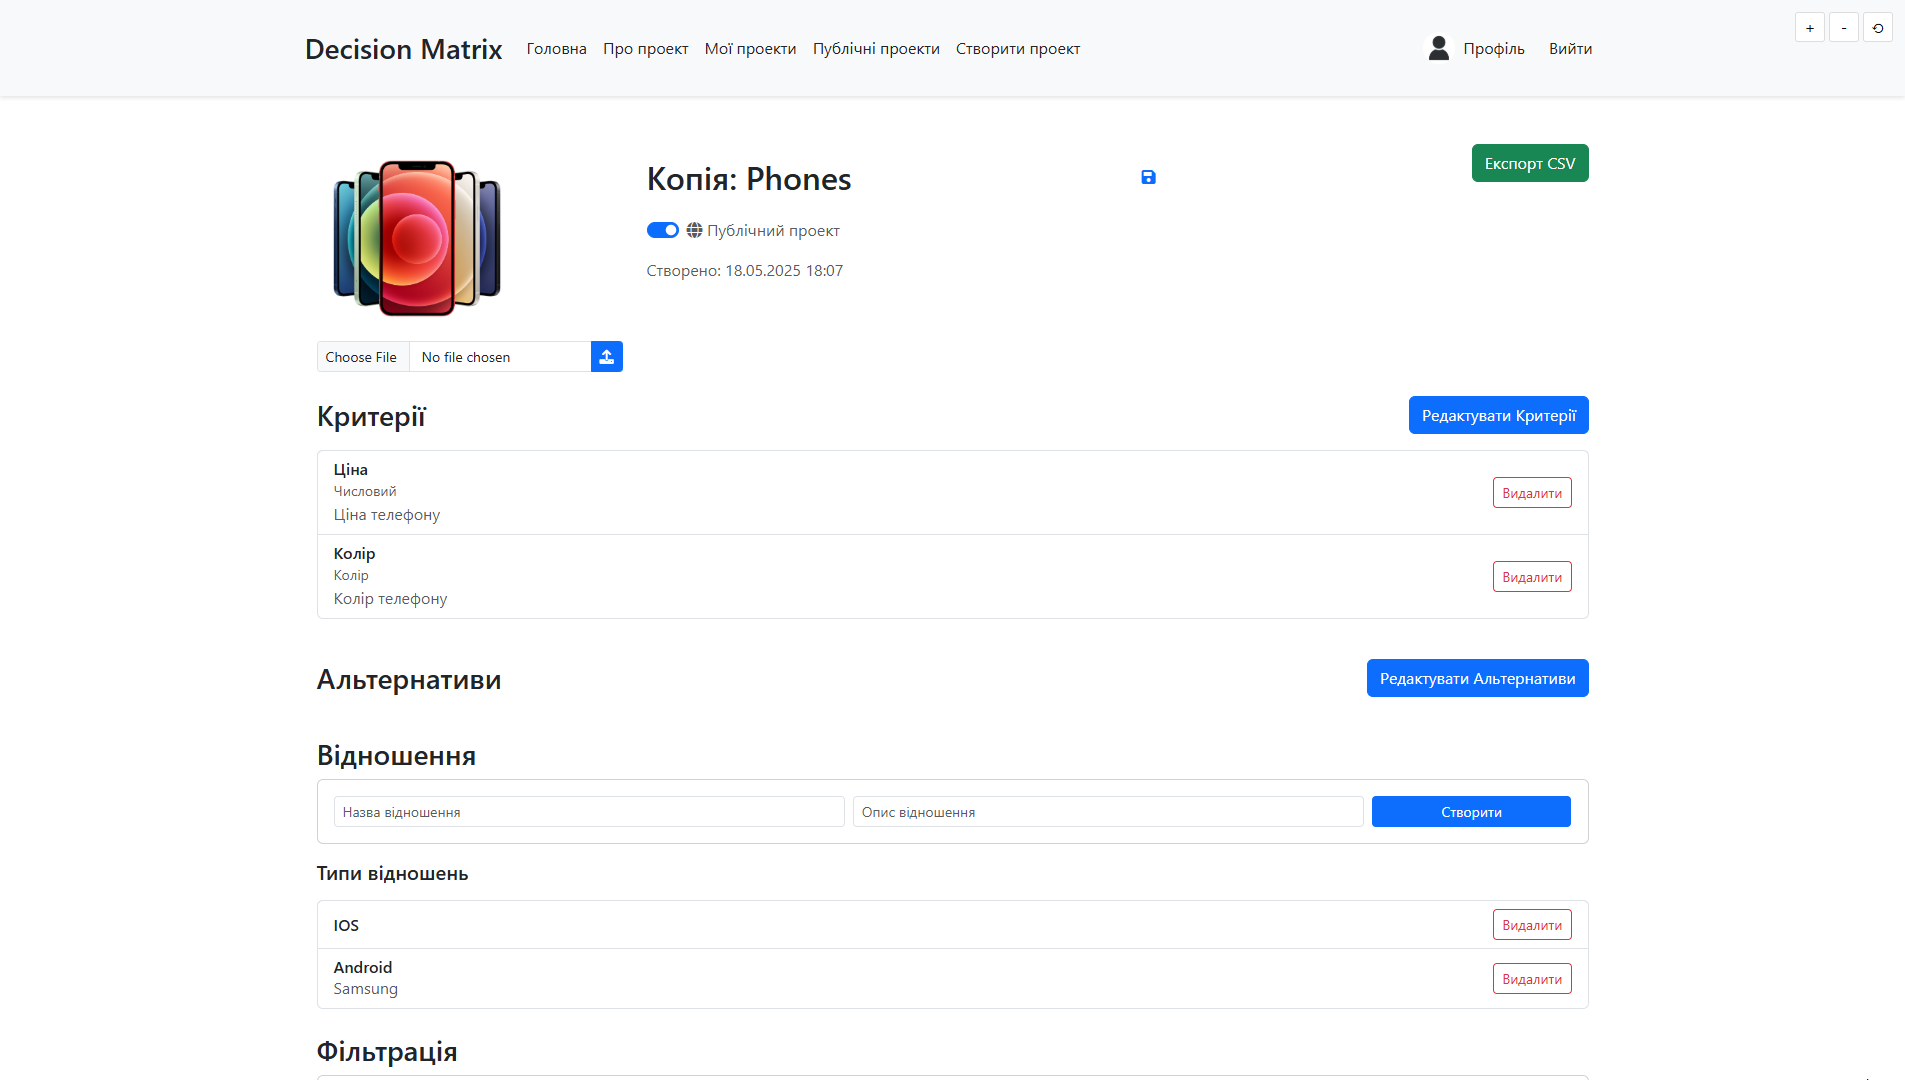 Decision Matrix Головна Про проект Мої проекти Публічні проекти Створити проект Профіль Вийти + -
Експорт CSV
Копія: Phones
Публічний проект
Створено: 18.05.2025 18:07
Choose File No file chosen
Критерії Редактувати Критерії
Ціна
Числовий
Ціна телефону
Видалити
Колір
Колір
Колір телефону
Видалити
Альтернативи Редактувати Альтернативи
Відношення
Назва відношення Опис відношення Створити
Типи відношень
IOS Видалити
Android
Samsung
Видалити
Фільтрація